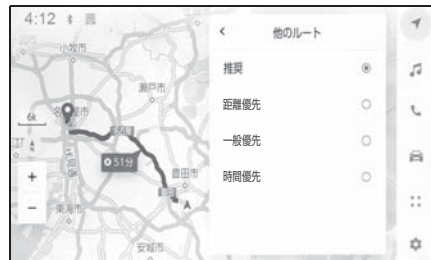 4:12
他のルート
小牧市
推奨
瀬戸市
距離優先
6k
一般優先
51分
時間優先
豊田市
東海市
安城市